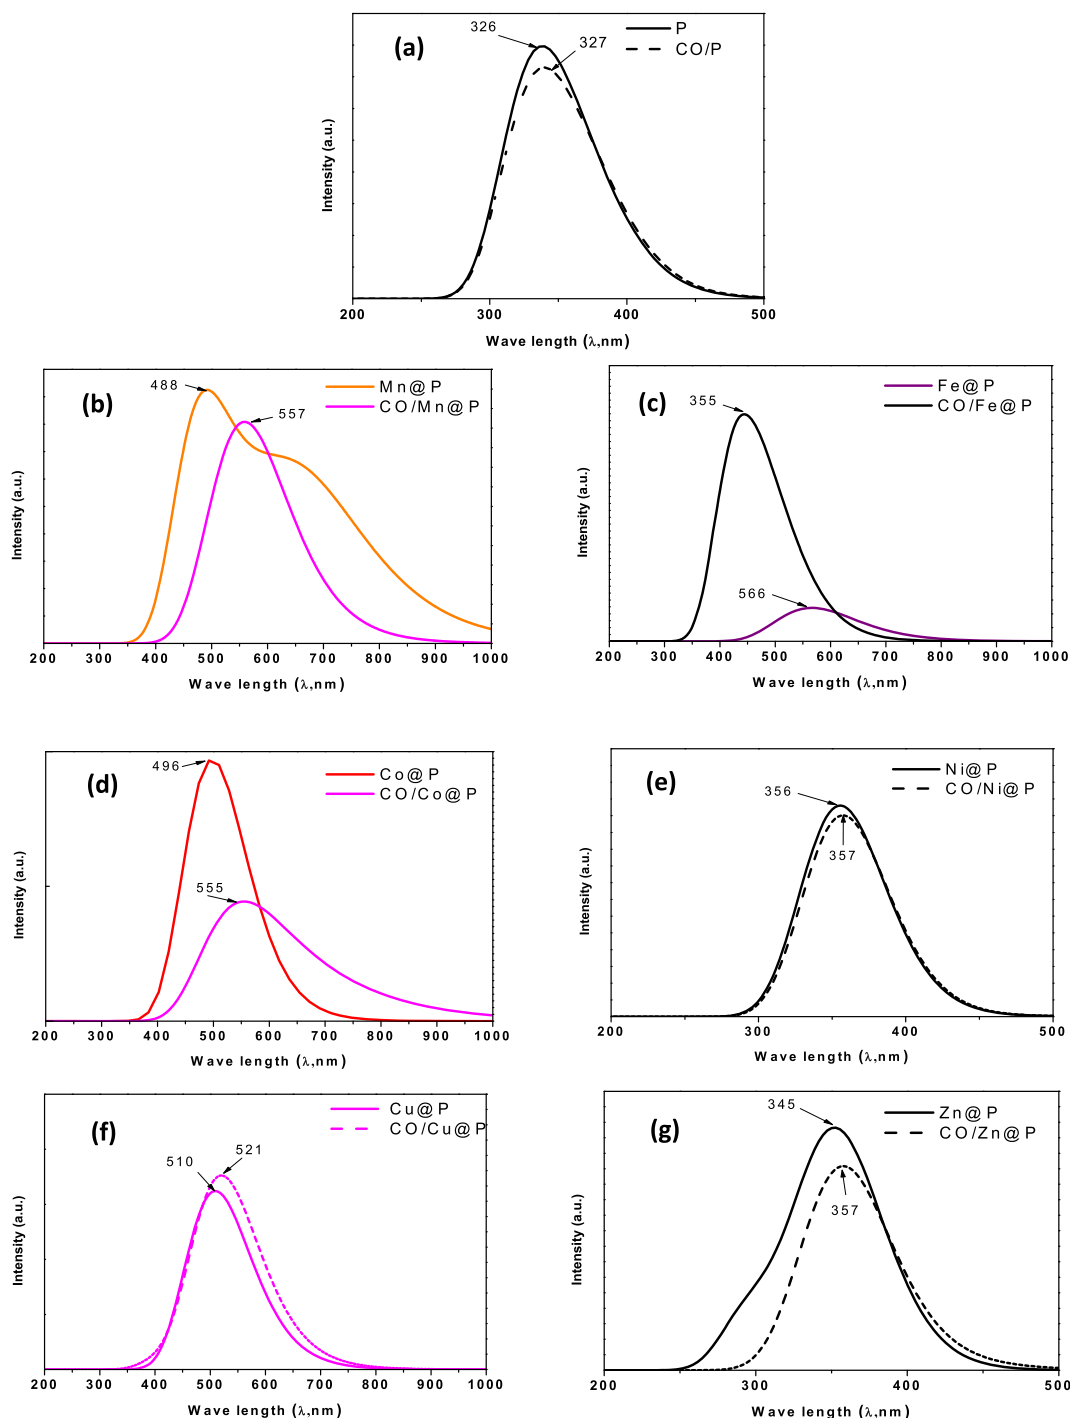 (a)
326
327
P
CO/P
Intensity (a.u.)
200 300 400 500
Wave length (λ,nm)
(b)
488
557
Mn@P
CO/Mn@P
Intensity (a.u.)
200 300 400 500 600 700 800 900 1000
Wave length (λ,nm)
(c)
355
566
Fe@P
CO/Fe@P
Intensity (a.u.)
200 300 400 500 600 700 800 900 1000
Wave length (λ,nm)
(d)
496
555
Co@P
CO/Co@P
Intensity (a.u.)
200 300 400 500 600 700 800 900 1000
Wave length (λ,nm)
(e)
356
357
Ni@P
CO/Ni@P
Intensity (a.u.)
200 300 400 500
Wave length (λ,nm)
(f)
510
521
Cu@P
CO/Cu@P
Intensity (a.u.)
200 300 400 500 600 700 800 900 1000
Wave length (λ,nm)
(g)
345
357
Zn@P
CO/Zn@P
Intensity (a.u.)
200 300 400 500
Wave length (λ,nm)